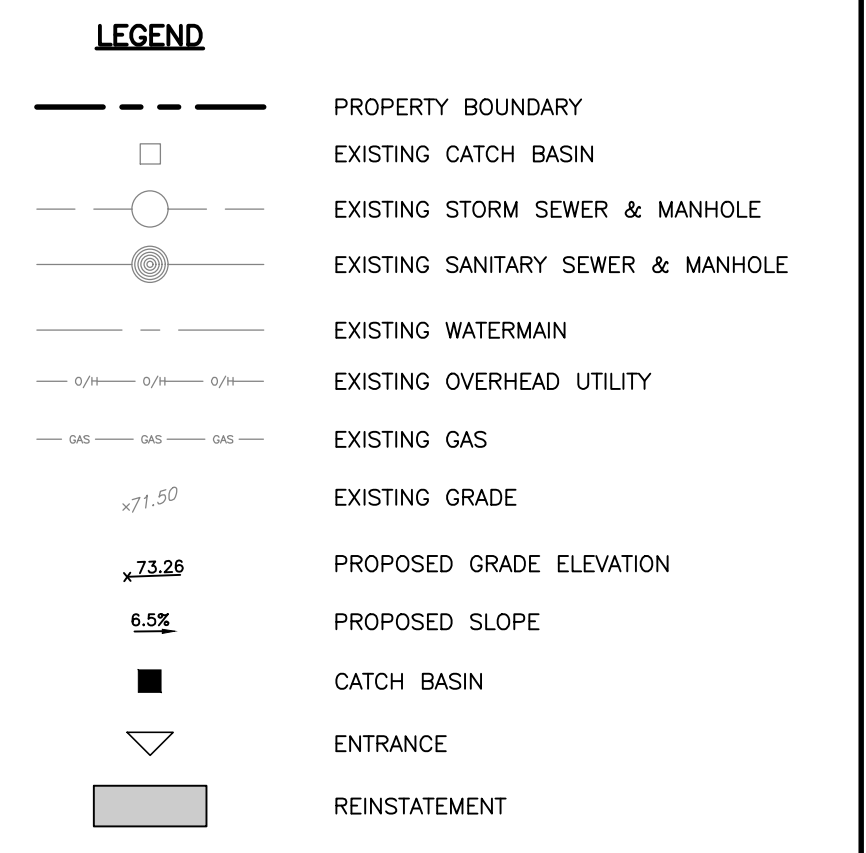 LEGEND
PROPERTY BOUNDARY
EXISTING CATCH BASIN
EXISTING STORM SEWER & MANHOLE
EXISTING SANITARY SEWER & MANHOLE
EXISTING WATERMAIN
O/H O/H O/H EXISTING OVERHEAD UTILITY
GAS GAS GAS EXISTING GAS
×71.50 EXISTING GRADE
x 73.26 PROPOSED GRADE ELEVATION
6.5% PROPOSED SLOPE
CATCH BASIN
ENTRANCE
REINSTATEMENT